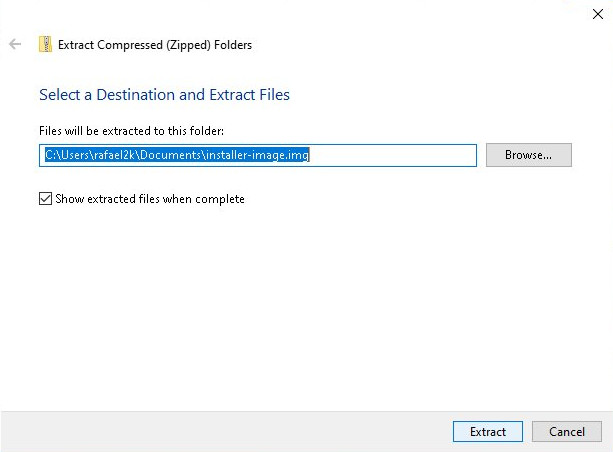 Extract Compressed (Zipped) Folders
Select a Destination and Extract Files
Files will be extracted to this folder:
C:\Users\rafael2k\Documents\installer-image.img
Browse...
Show extracted files when complete
Extract
Cancel